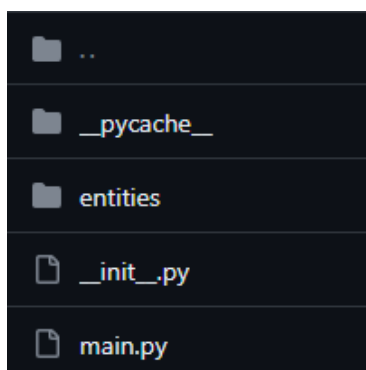 ..
__pycache__
entities
__init__.py
main.py